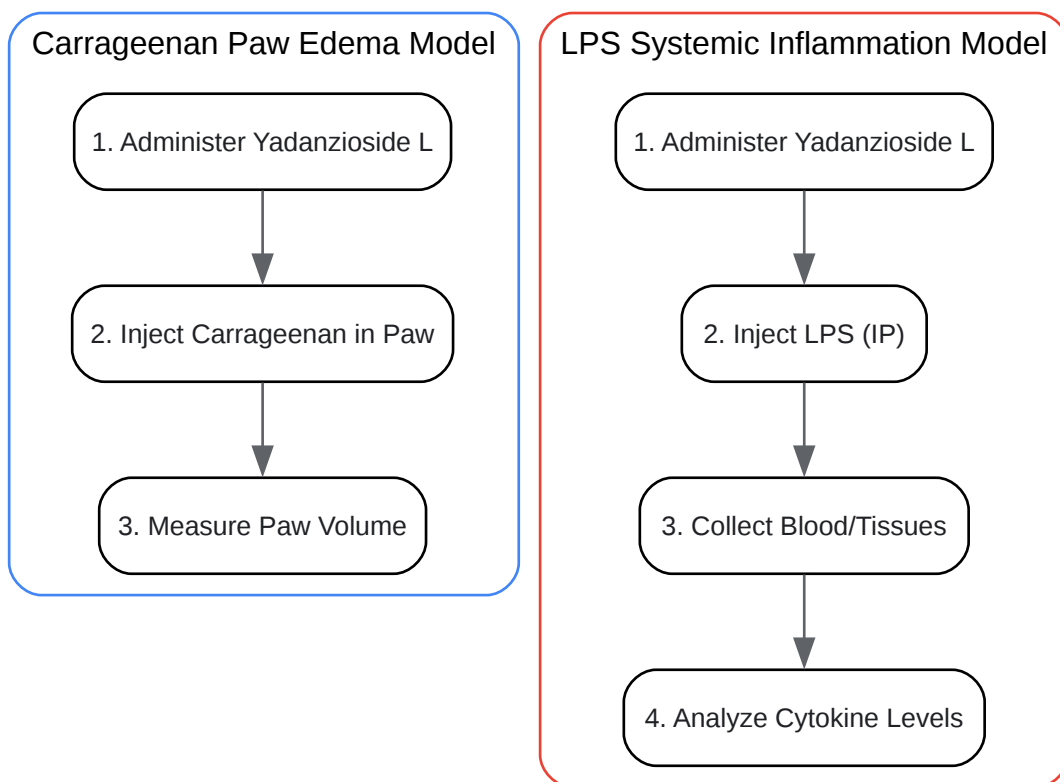 Carrageenan Paw Edema Model
1. Administer Yadanzioside L
2. Inject Carrageenan in Paw
3. Measure Paw Volume
LPS Systemic Inflammation Model
1. Administer Yadanzioside L
2. Inject LPS (IP)
3. Collect Blood/Tissues
4. Analyze Cytokine Levels